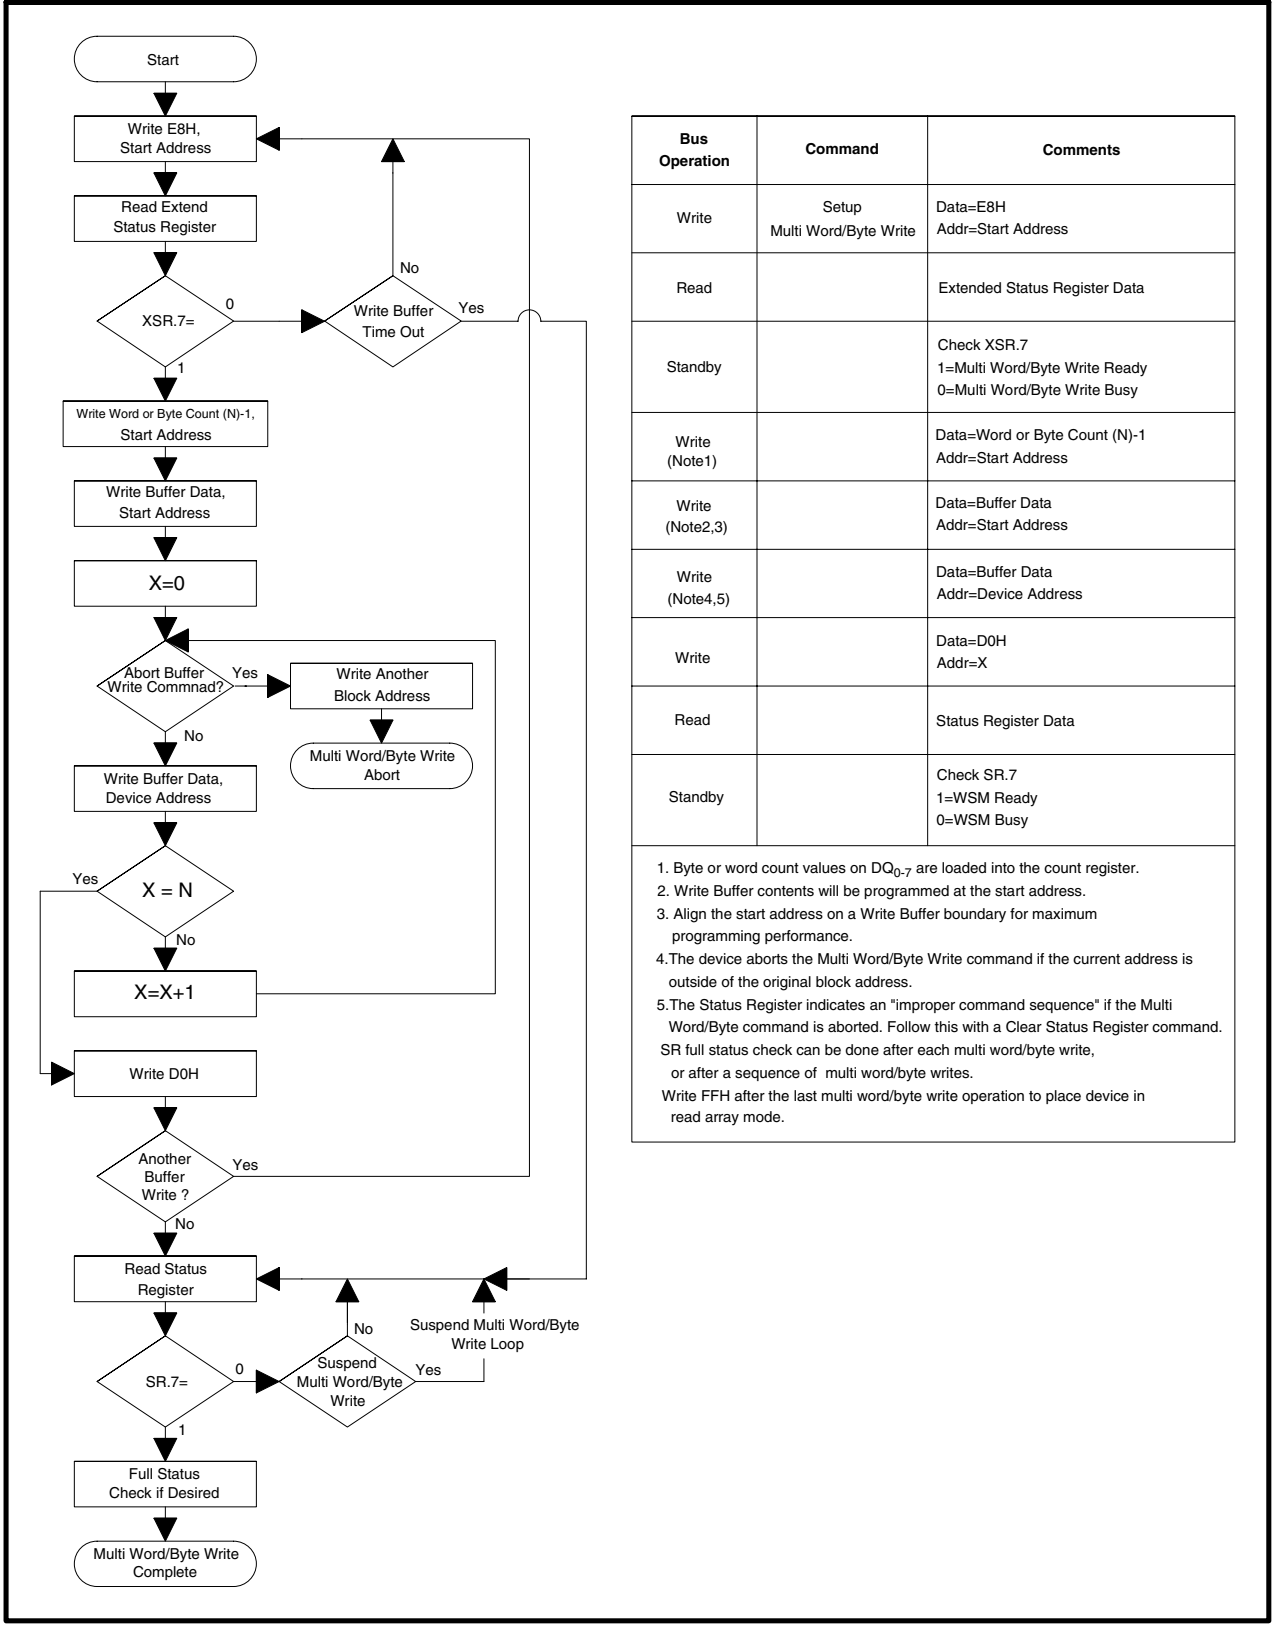 Start
Write E8H,
Start Address
Read Extend
Status Register
No
XSR.7=
0
Write Buffer
Time Out
Yes
1
Write Word or Byte Count (N)-1,
Start Address
Write Buffer Data,
Start Address
X=0
Abort Buffer
Write Commnad?
Yes
Write Another
Block Address
No
Multi Word/Byte Write
Abort
Write Buffer Data,
Device Address
Yes
X = N
No
X=X+1
Write D0H
Another
Buffer
Write ?
Yes
No
Read Status
Register
No
Suspend Multi Word/Byte
Write Loop
SR.7=
0
Suspend
Multi Word/Byte
Write
Yes
1
Full Status
Check if Desired
Multi Word/Byte Write
Complete
Bus
Operation
Command
Comments
Write
Setup
Multi Word/Byte Write
Data=E8H
Addr=Start Address
Read
Extended Status Register Data
Standby
Check XSR.7
1=Multi Word/Byte Write Ready
0=Multi Word/Byte Write Busy
Write
(Note1)
Data=Word or Byte Count (N)-1
Addr=Start Address
Write
(Note2,3)
Data=Buffer Data
Addr=Start Address
Write
(Note4,5)
Data=Buffer Data
Addr=Device Address
Write
Data=D0H
Addr=X
Read
Status Register Data
Standby
Check SR.7
1=WSM Ready
0=WSM Busy
1. Byte or word count values on DQ0-7 are loaded into the count register.
2. Write Buffer contents will be programmed at the start address.
3. Align the start address on a Write Buffer boundary for maximum
programming performance.
4.The device aborts the Multi Word/Byte Write command if the current address is
outside of the original block address.
5.The Status Register indicates an "improper command sequence" if the Multi
Word/Byte command is aborted. Follow this with a Clear Status Register command.
SR full status check can be done after each multi word/byte write,
or after a sequence of multi word/byte writes.
Write FFH after the last multi word/byte write operation to place device in
read array mode.